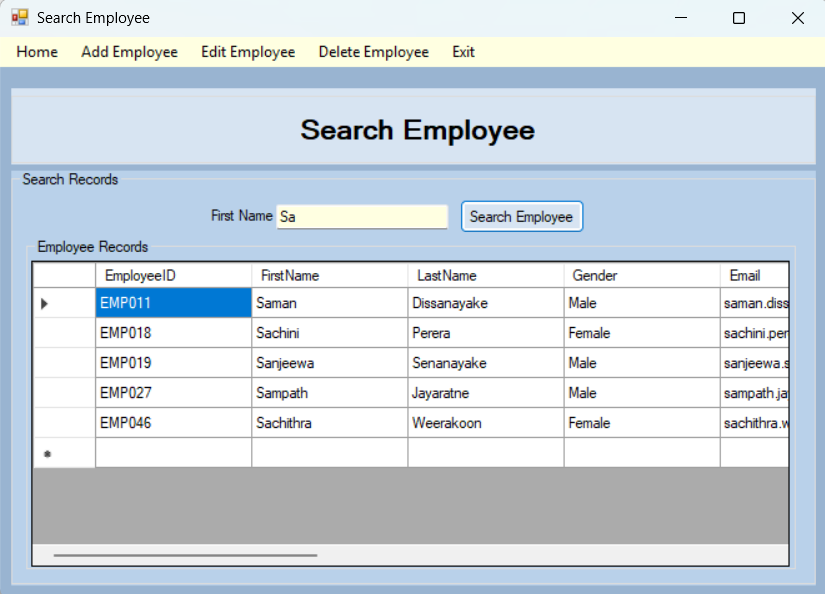 Search Employee
Home Add Employee Edit Employee Delete Employee Exit
Search Employee
Search Records
First Name Sa Search Employee
Employee Records
EmployeeID FirstName LastName Gender Email
EMP011 Saman Dissanayake Male saman.diss
EMP018 Sachini Perera Female sachini.per
EMP019 Sanjeewa Senanayake Male sanjeewa.s
EMP027 Sampath Jayaratne Male sampath.ja
EMP046 Sachithra Weerakoon Female sachithra.w